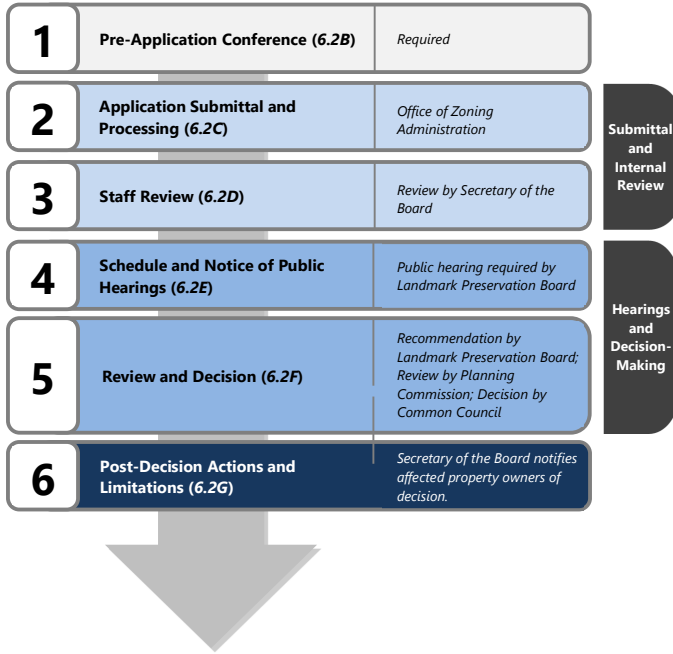 1
Pre-Application Conference (6.2B)
Required
2
Application Submittal and
Processing (6.2C)
Office of Zoning
Administration
3
Staff Review (6.2D)
Review by Secretary of the
Board
Submittal
and
Internal
Review
4
Schedule and Notice of Public
Hearings (6.2E)
Public hearing required by
Landmark Preservation Board
5
Review and Decision (6.2F)
Recommendation by
Landmark Preservation Board;
Review by Planning
Commission; Decision by
Common Council
Hearings
and
Decision-
Making
6
Post-Decision Actions and
Limitations (6.2G)
Secretary of the Board notifies
affected property owners of
decision.